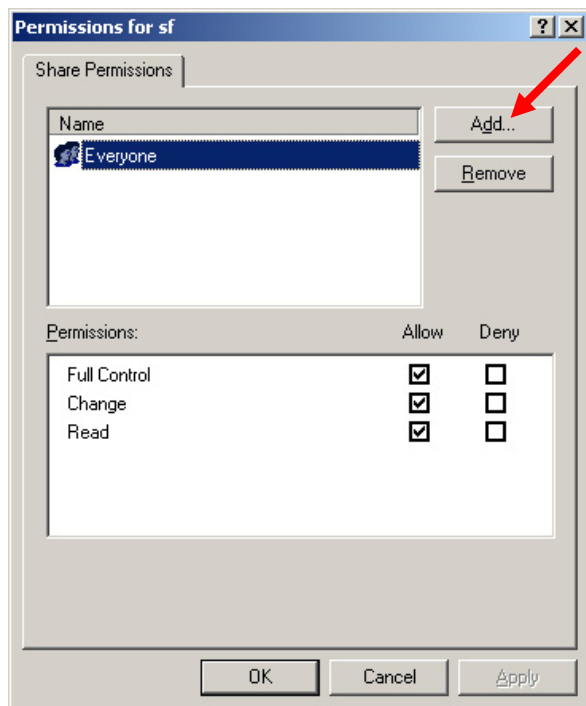 Permissions for sf
Share Permissions
Name
Add...
Everyone
Remove
Permissions: Allow Deny
Full Control
Change
Read
OK Cancel Apply